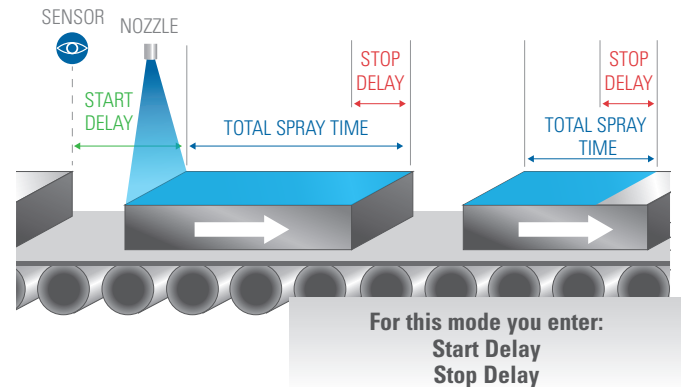 SENSOR
NOZZLE
START
DELAY
TOTAL SPRAY TIME
STOP
DELAY
STOP
DELAY
TOTAL SPRAY
TIME
For this mode you enter:
Start Delay
Stop Delay